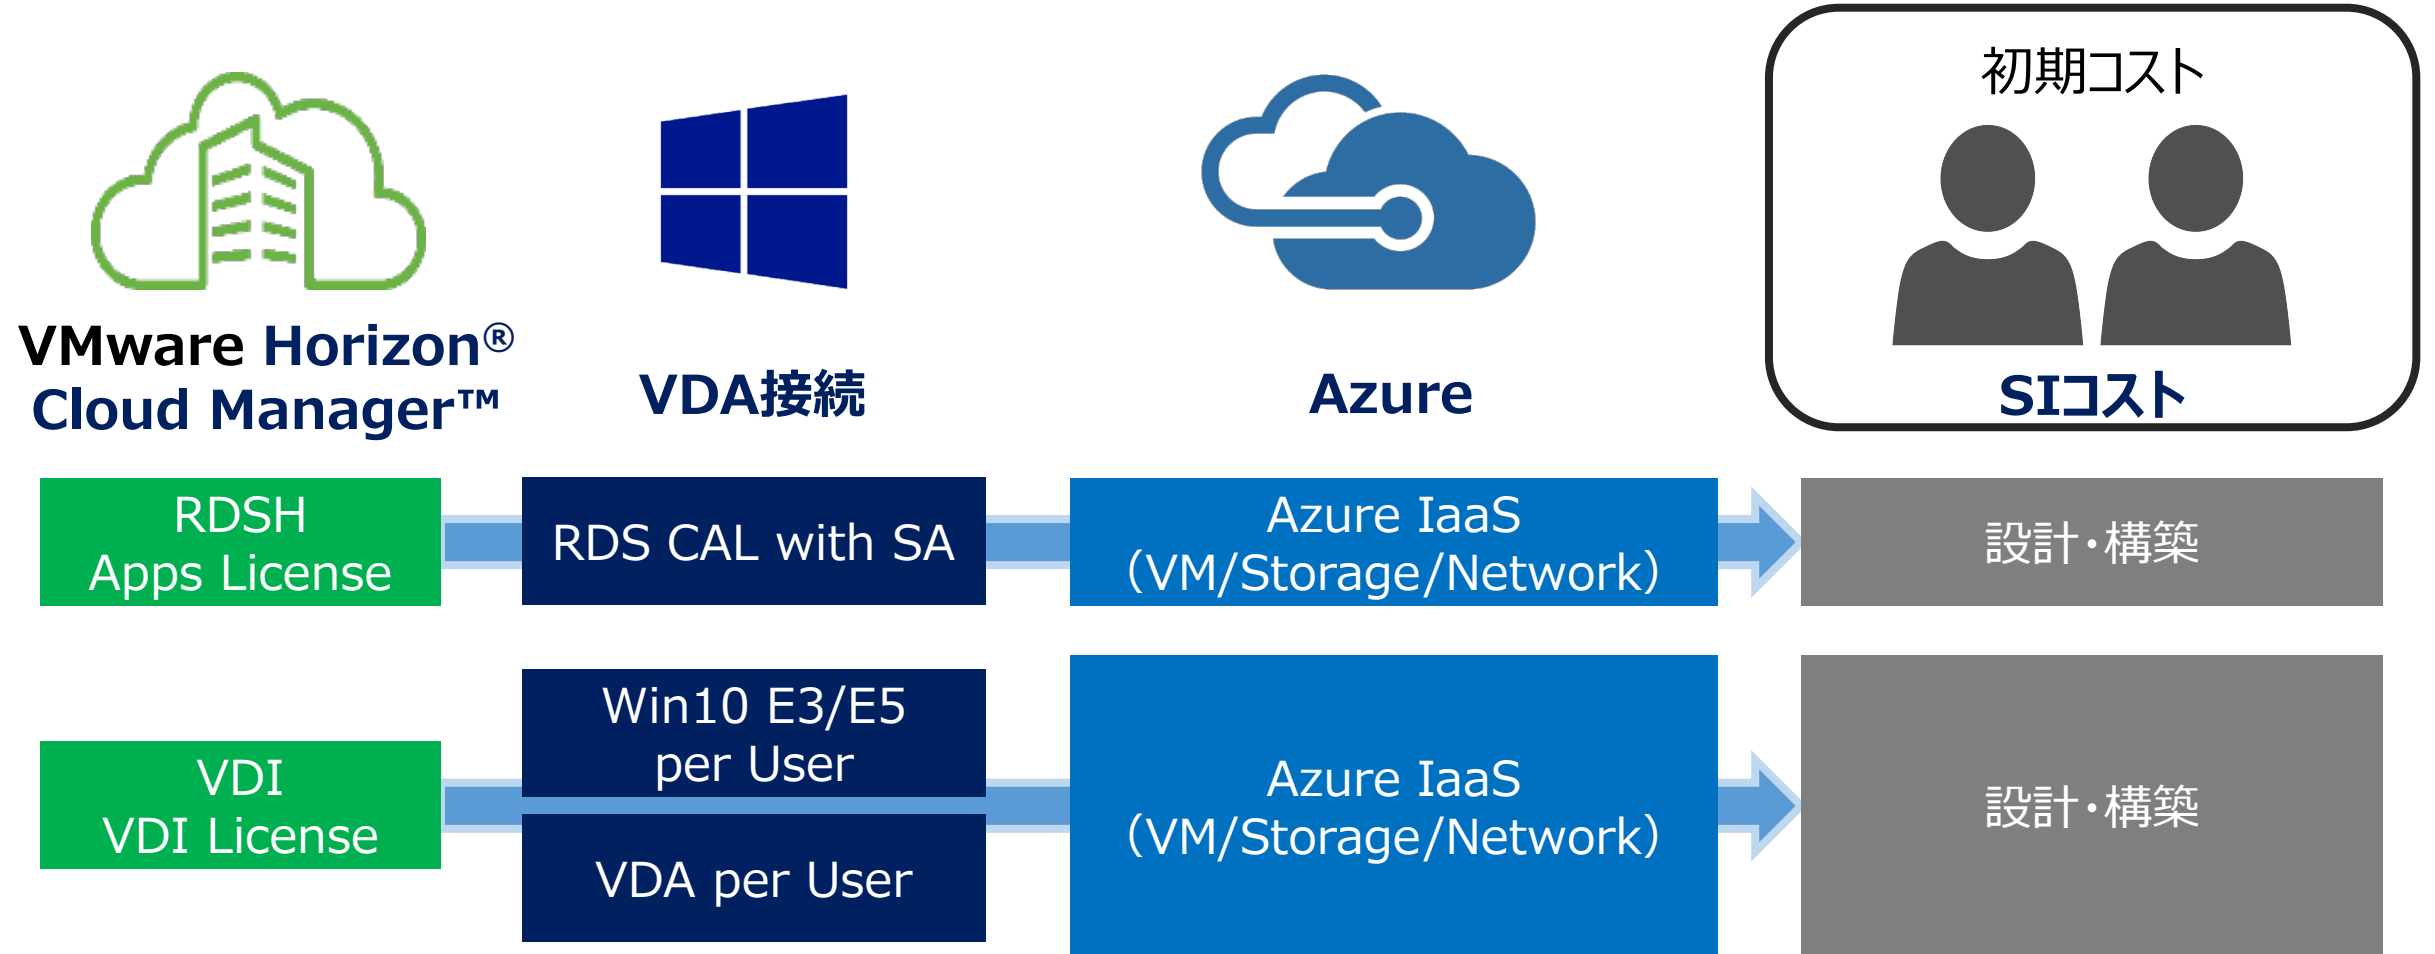 初期コスト
VMware Horizon®
Cloud Manager™
VDA接続
Azure
SIコスト
RDSH
Apps License
RDS CAL with SA
Azure IaaS
（VM/Storage/Network）
設計・構築
VDI
VDI License
Win10 E3/E5
per User
VDA per User
Azure IaaS
（VM/Storage/Network）
設計・構築